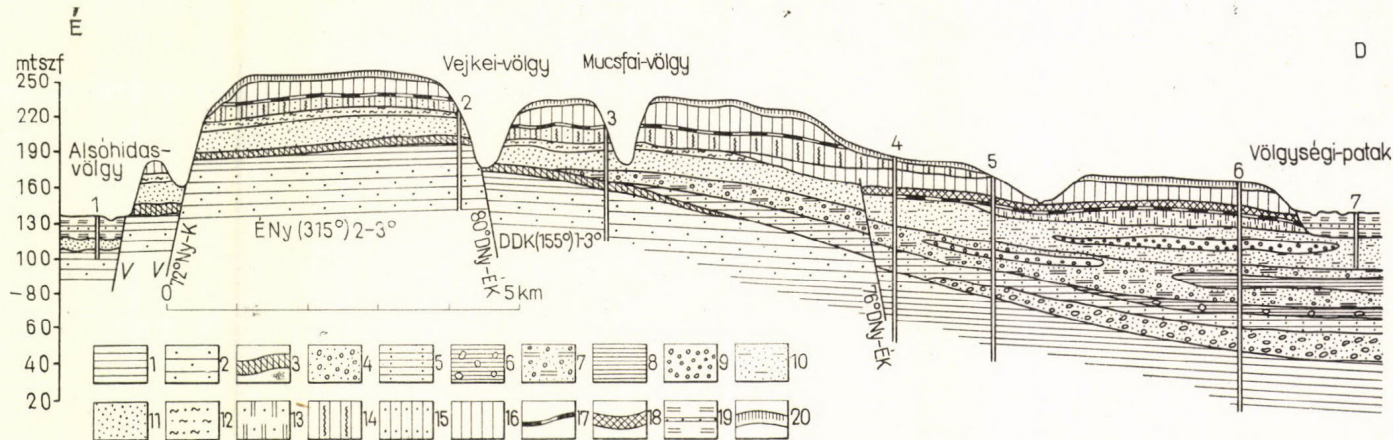 É
D
mtszf
250
220
190
160
130
100
80
60
40
20
Vejkei-völgy
Mucsfai-völgy
Alsóhidas-
völgy
Völgységi-patak
1
2
3
4
5
6
7
V V
72°NY-K
ÉNy (315°) 2-3°
80°DNy-ÉK
DDK(155°)1-3°
76°DNy-ÉK
0 5 km
1 2 3 4 5 6 7 8 9 10
11 12 13 14 15 16 17 18 19 20